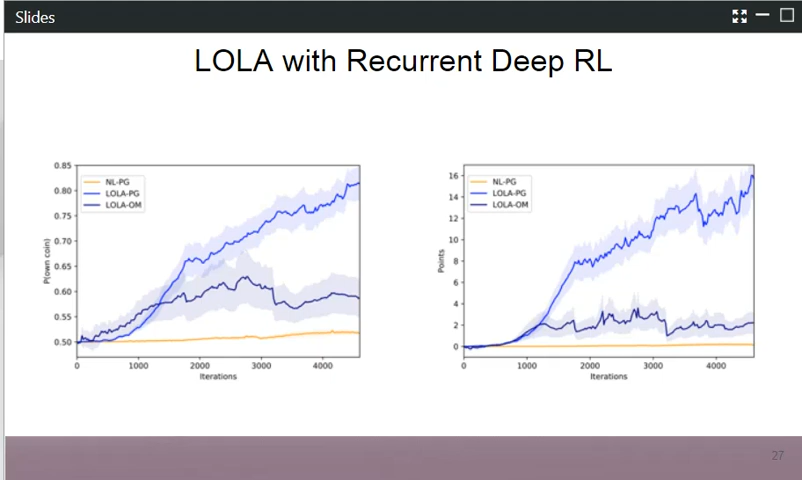 Slides
LOLA with Recurrent Deep RL
0.85
0.80
0.75
0.70
0.65
0.60
0.55
0.50
P(own coin)
NL-PG
LOLA-PG
LOLA-OM
0 1000 2000 3000 4000
Iterations
16
14
12
10
8
6
4
2
0
Points
NL-PG
LOLA-PG
LOLA-OM
0 1000 2000 3000 4000
Iterations
27